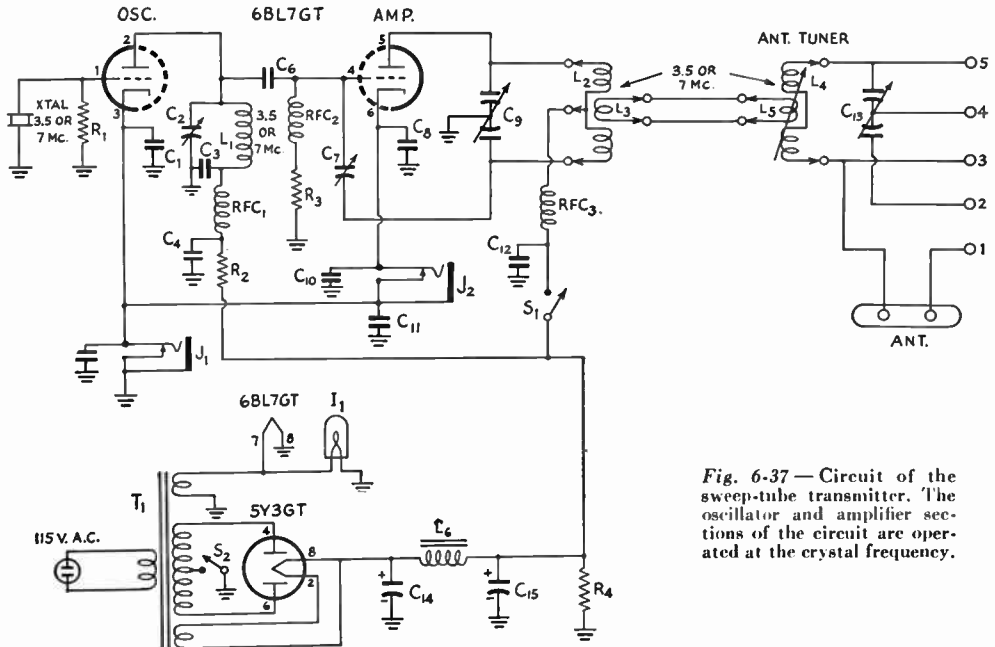 OSC.
6BL7GT
AMP.
ANT. TUNER
2
1
3
XTAL
3.5 OR
7 MC.
R1
C1
C2
C3
L1
3.5
OR
7 MC.
RFC1
C4
R2
C6
RFC2
R3
C7
5
4
6
C8
C9
L2
L3
3.5 OR
7 MC.
L4
L5
C13
5
4
3
2
1
ANT.
RFC3
C12
S1
C10
J2
C11
J1
6BL7GT
7
8
I1
T1
115 V. A.C.
S2
5Y3GT
4
8
2
6
L6
C14
C15
R4
Fig. 6-37 — Circuit of the
sweep-tube transmitter. The
oscillator and amplifier sec-
tions of the circuit are oper-
ated at the crystal frequency.